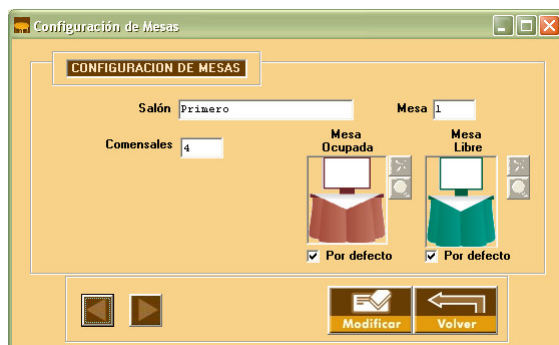 Configuración de Mesas
CONFIGURACION DE MESAS
Salón Primero Mesa 1
Comensales 4
Mesa Ocupada
Mesa Libre
Por defecto Por defecto
Modificar Volver